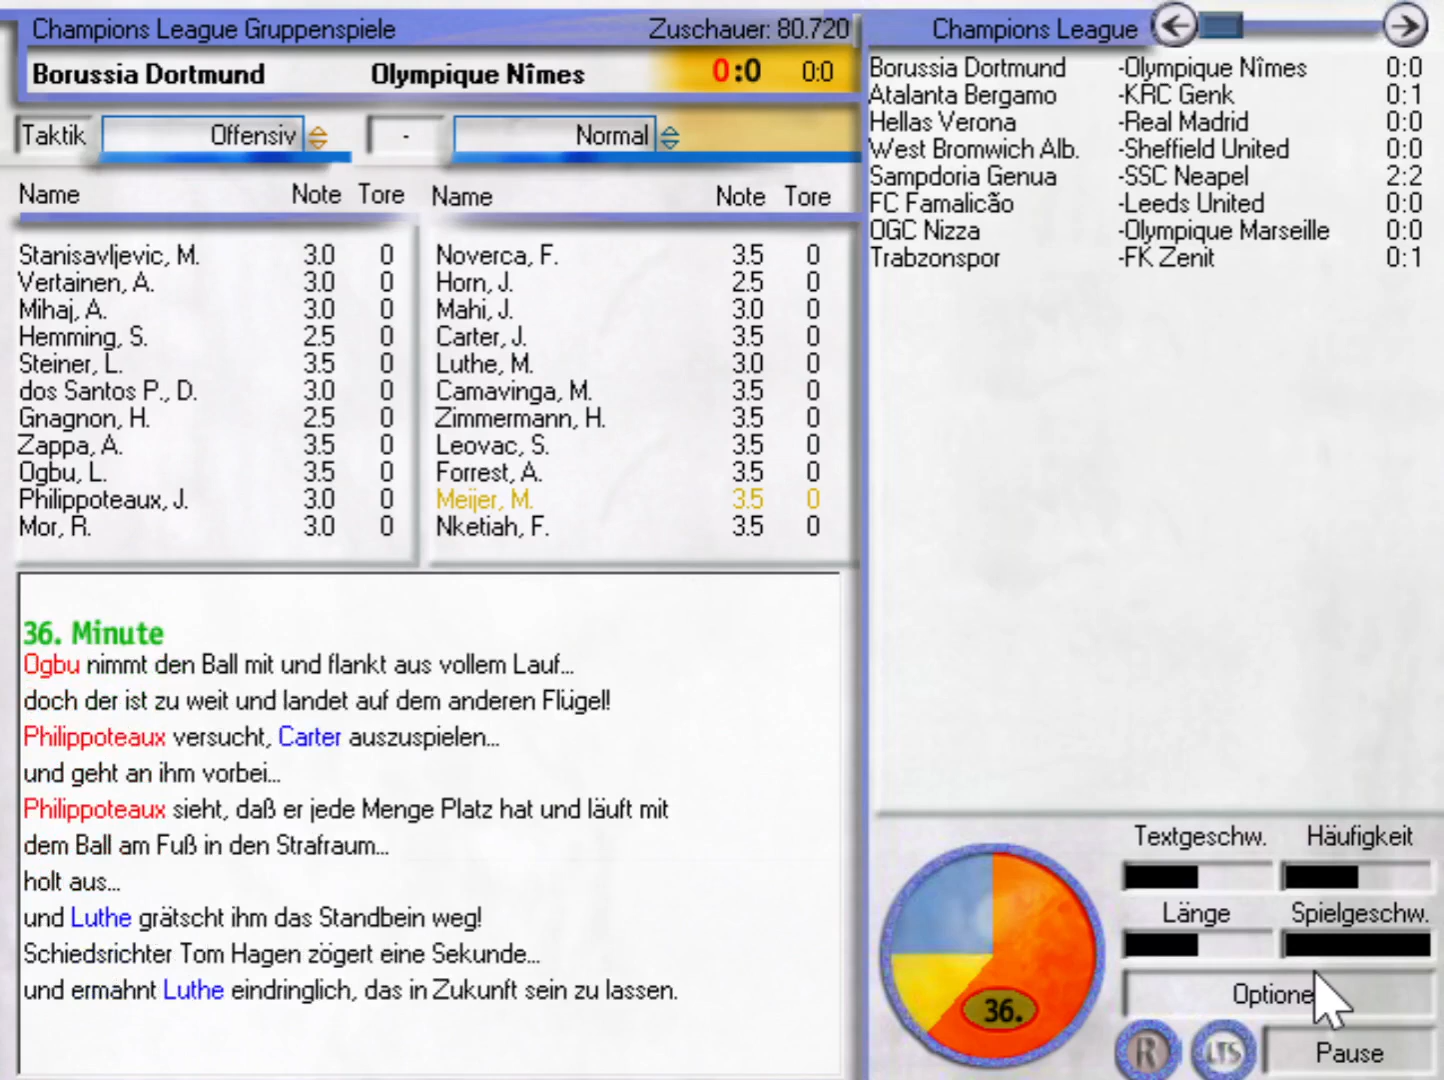 Champions League Gruppenspiele Zuschauer: 80.720
Borussia Dortmund Olympique Nîmes 0:0 0:0
Taktik Offensiv - Normal
Name Note Tore Name Note Tore
Stanisavljevic, M. 3.0 0 Noverca, F. 3.5 0
Vertainen, A. 3.0 0 Horn, J. 2.5 0
Mihaj, A. 3.0 0 Mahi, J. 3.0 0
Hemming, S. 2.5 0 Carter, J. 3.5 0
Steiner, L. 3.5 0 Luthe, M. 3.0 0
dos Santos P., D. 3.0 0 Camavinga, M. 3.5 0
Gnagnon, H. 2.5 0 Zimmermann, H. 3.5 0
Zappa, A. 3.5 0 Leovac, S. 3.5 0
Ogbu, L. 3.5 0 Forrest, A. 3.5 0
Philippoteaux, J. 3.0 0 Meijer, M. 3.5 0
Mor, R. 3.0 0 Nketiah, F. 3.5 0
36. Minute
Ogbu nimmt den Ball mit und flankt aus vollem Lauf...
doch der ist zu weit und landet auf dem anderen Flügel!
Philippoteaux versucht, Carter auszuspielen...
und geht an ihm vorbei...
Philippoteaux sieht, daß er jede Menge Platz hat und läuft mit
dem Ball am Fuß in den Strafraum...
holt aus...
und Luthe grätscht ihm das Standbein weg!
Schiedsrichter Tom Hagen zögert eine Sekunde...
und ermahnt Luthe eindringlich, das in Zukunft sein zu lassen.
Champions League
Borussia Dortmund -Olympique Nîmes 0:0
Atalanta Bergamo -KRC Genk 0:1
Hellas Verona -Real Madrid 0:0
West Bromwich Alb. -Sheffield United 0:0
Sampdoria Genua -SSC Neapel 2:2
FC Famalicão -Leeds United 0:0
OGC Nizza -Olympique Marseille 0:0
Trabzonspor -FK Zenit 0:1
Textgeschw. Häufigkeit
Länge Spielgeschw.
36.
Optione
R LTS Pause